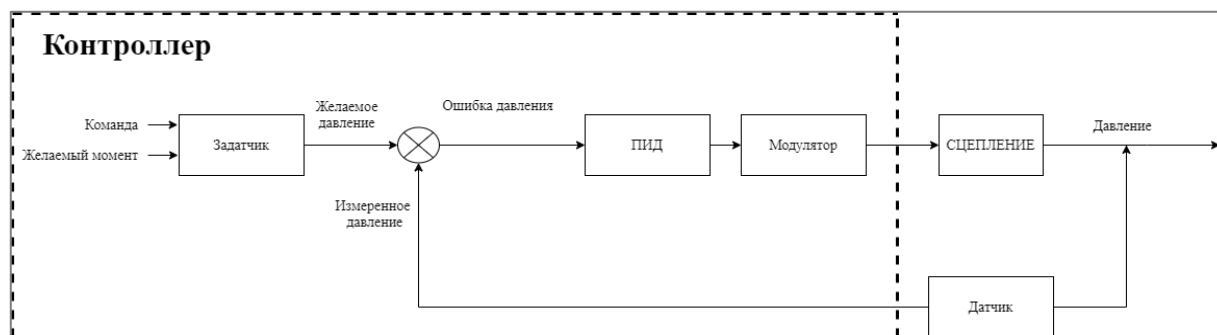 Контроллер
Команда
Желаемый момент
Задатчик
Желаемое
давление
Ошибка давления
ПИД
Модулятор
СЦЕПЛЕНИЕ
Давление
Измеренное
давление
Датчик